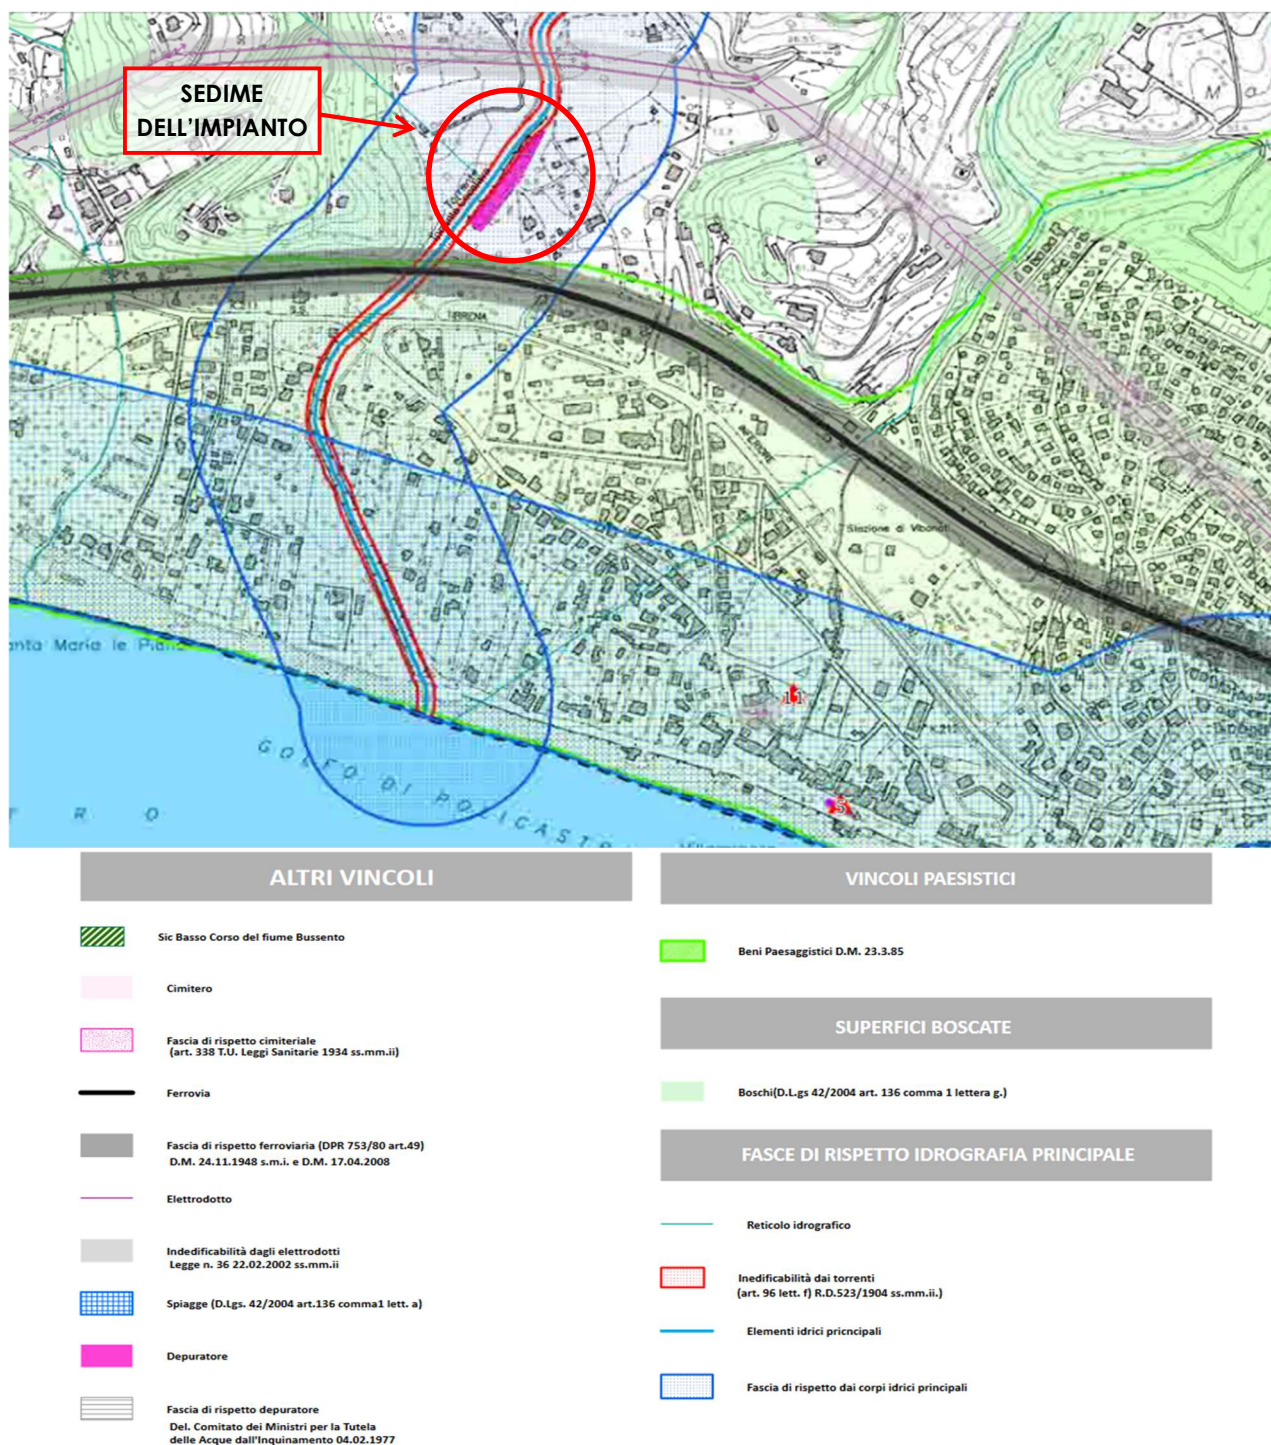 SEDIME
DELL'IMPIANTO
Torrente
S.S.
TIRRENA
Stazione di Vibonati
Santa Maria le Piane
11
5
GOLFO DI POLICASTRO
T R O
ALTRI VINCOLI
Sic Basso Corso del fiume Bussento
Cimitero
Fascia di rispetto cimiteriale
(art. 338 T.U. Leggi Sanitarie 1934 ss.mm.ii)
Ferrovia
Fascia di rispetto ferroviaria (DPR 753/80 art.49)
D.M. 24.11.1948 s.m.i. e D.M. 17.04.2008
Elettrodotto
Indedificabilità dagli elettrodotti
Legge n. 36 22.02.2002 ss.mm.ii
Spiagge (D.Lgs. 42/2004 art.136 comma1 lett. a)
Depuratore
Fascia di rispetto depuratore
Del. Comitato dei Ministri per la Tutela
delle Acque dall'Inquinamento 04.02.1977
VINCOLI PAESISTICI
Beni Paesaggistici D.M. 23.3.85
SUPERFICI BOSCATE
Boschi(D.L.gs 42/2004 art. 136 comma 1 lettera g.)
FASCE DI RISPETTO IDROGRAFIA PRINCIPALE
Reticolo idrografico
Inedificabilità dai torrenti
(art. 96 lett. f) R.D.523/1904 ss.mm.ii.)
Elementi idrici pricncipali
Fascia di rispetto dai corpi idrici principali